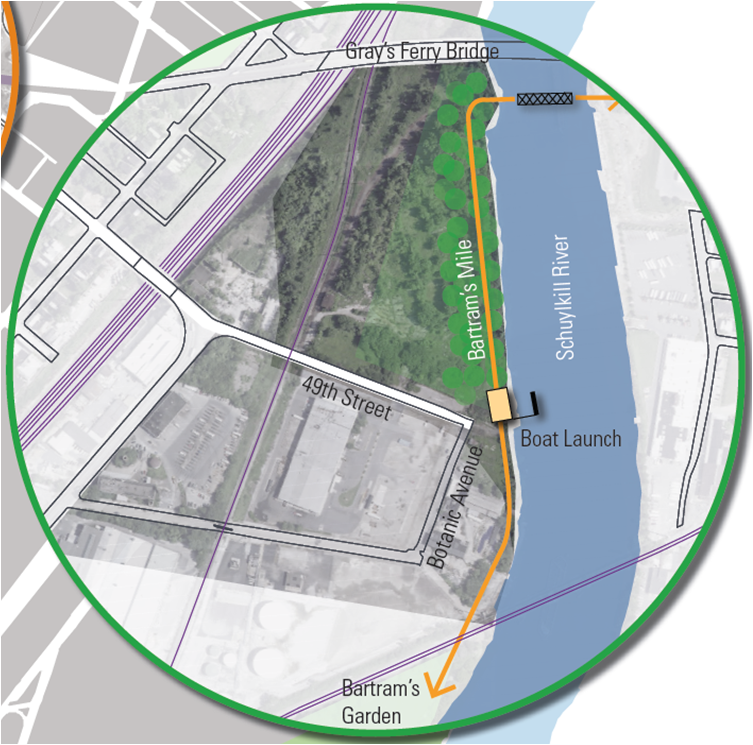 Gray's Ferry Bridge
Bartram's Mile
Schuylkill River
49th Street
Boat Launch
Botanic Avenue
Bartram's
Garden